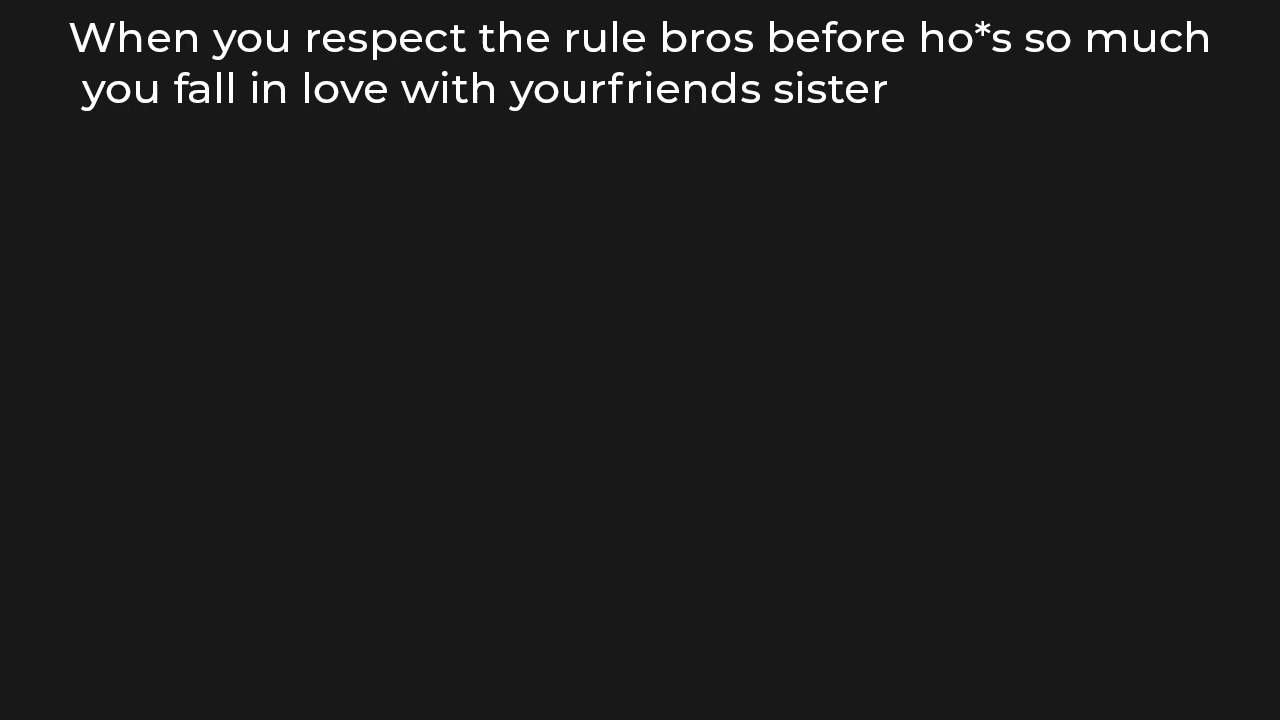 When you respect the rule bros before ho*s so much
you fall in love with yourfriends sister